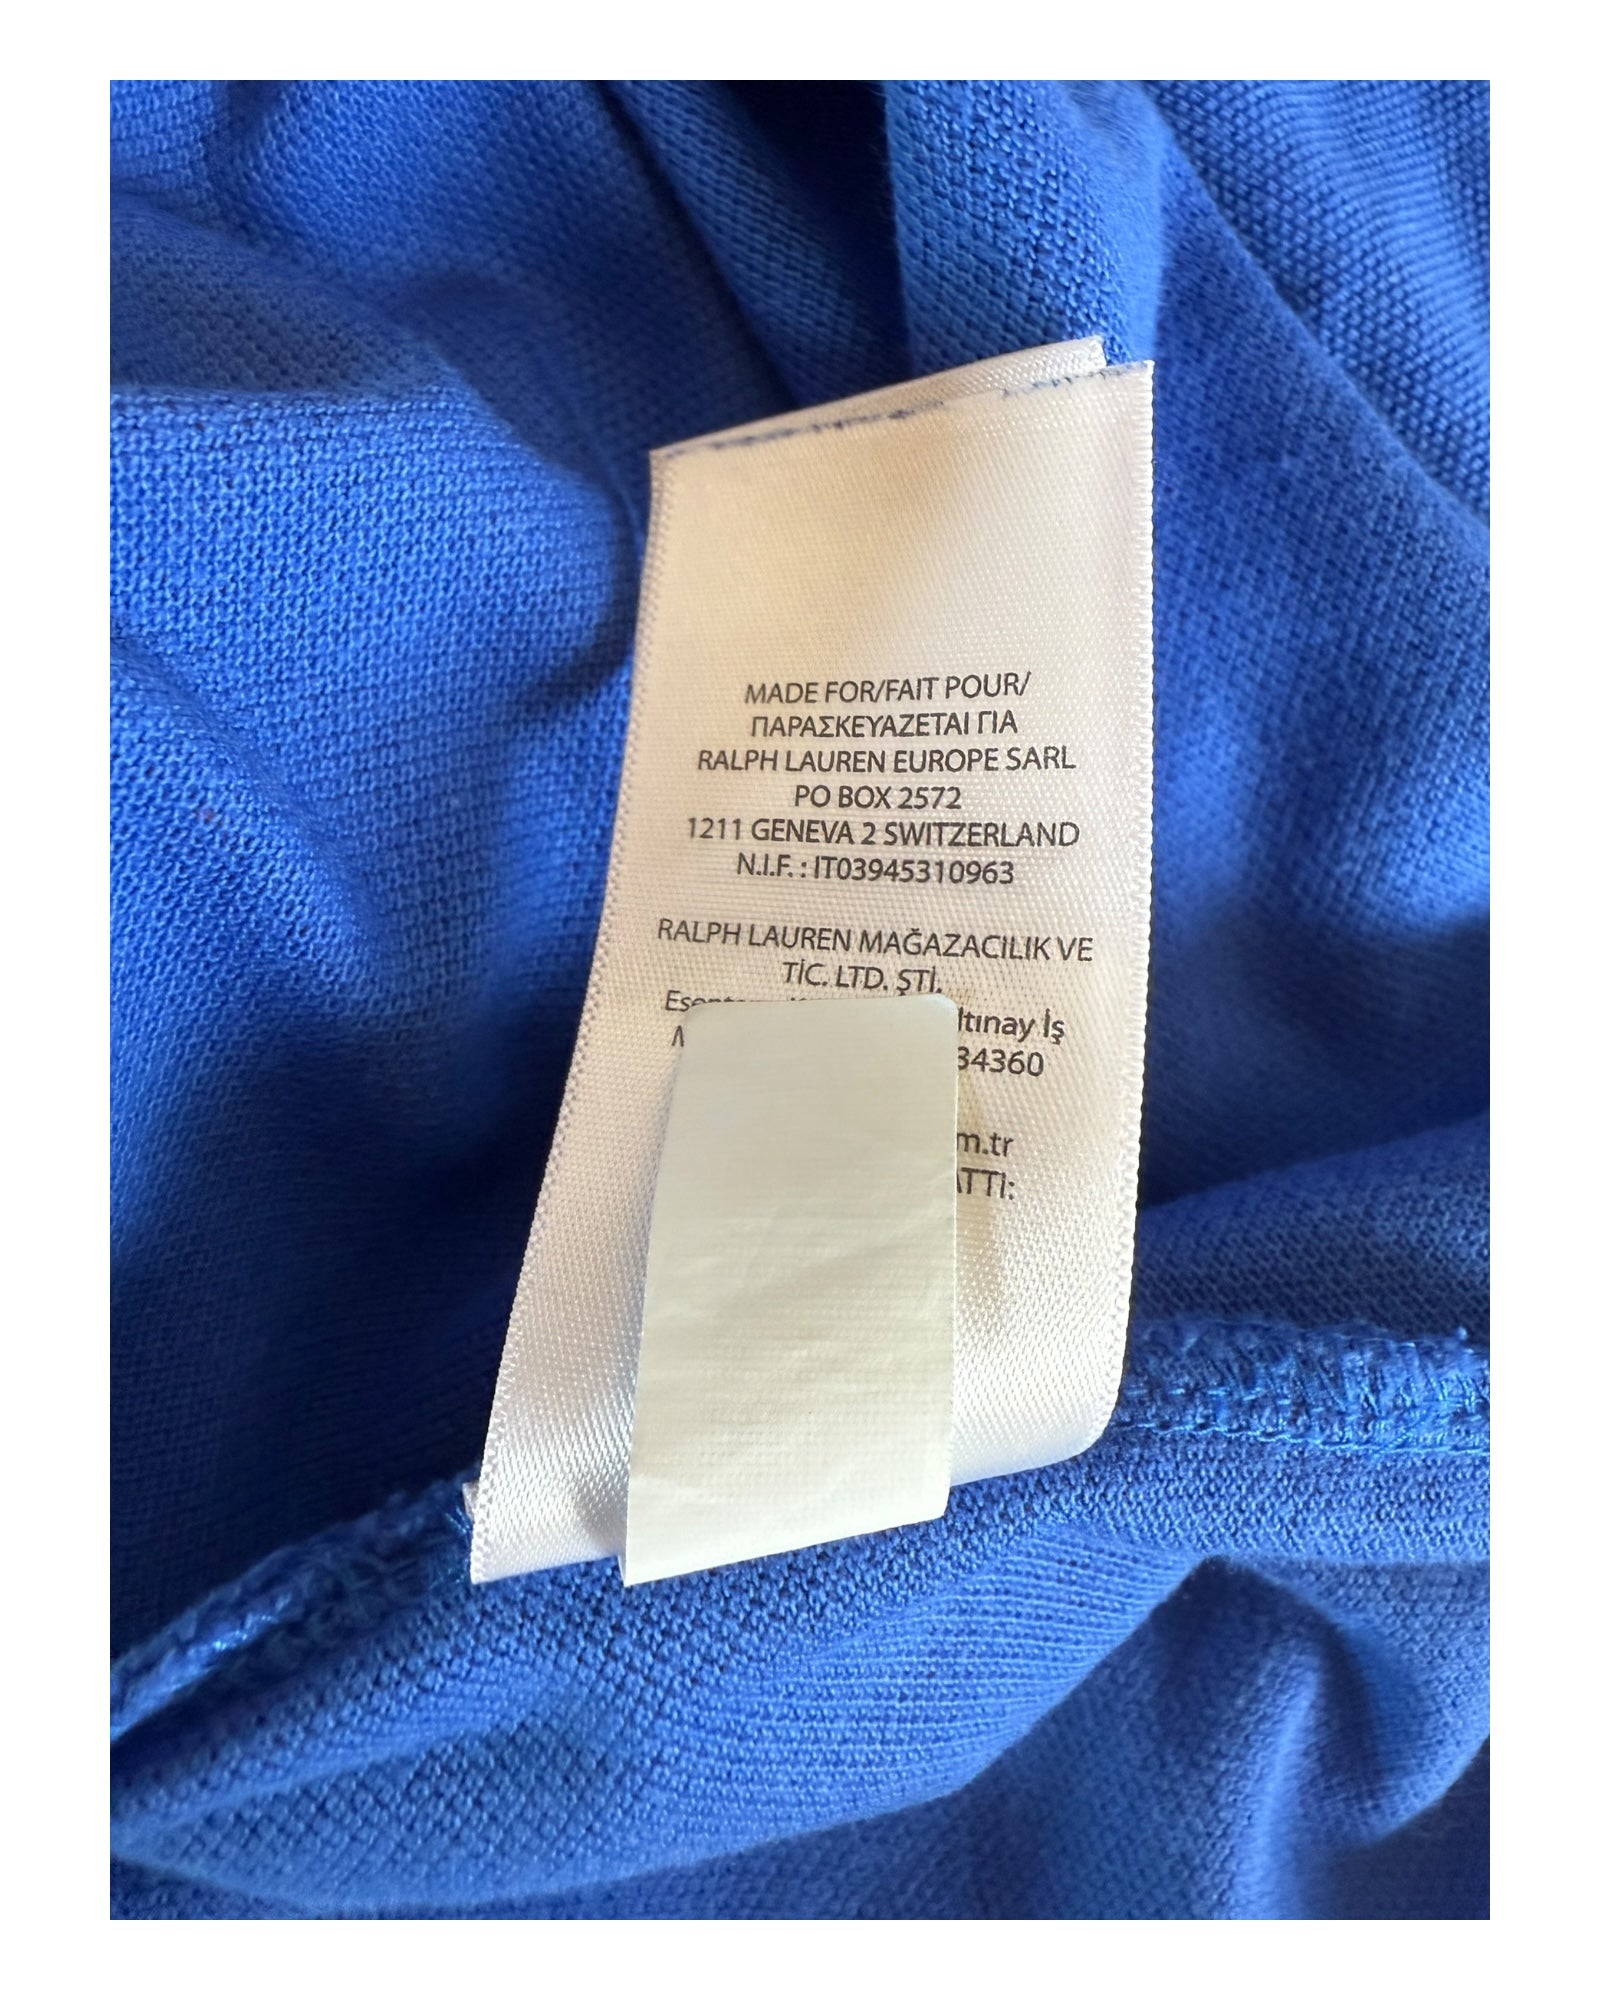 MADE FOR/FAIT POUR/
ΠΑΡΑΣΚΕΥΑΖΕΤΑΙ ΓΙΑ
RALPH LAUREN EUROPE SARL
PO BOX 2572
1211 GENEVA 2 SWITZERLAND
N.I.F. : IT03945310963
RALPH LAUREN MAĞAZACILIK VE
TİC. LTD. ŞTİ.
İş
34360